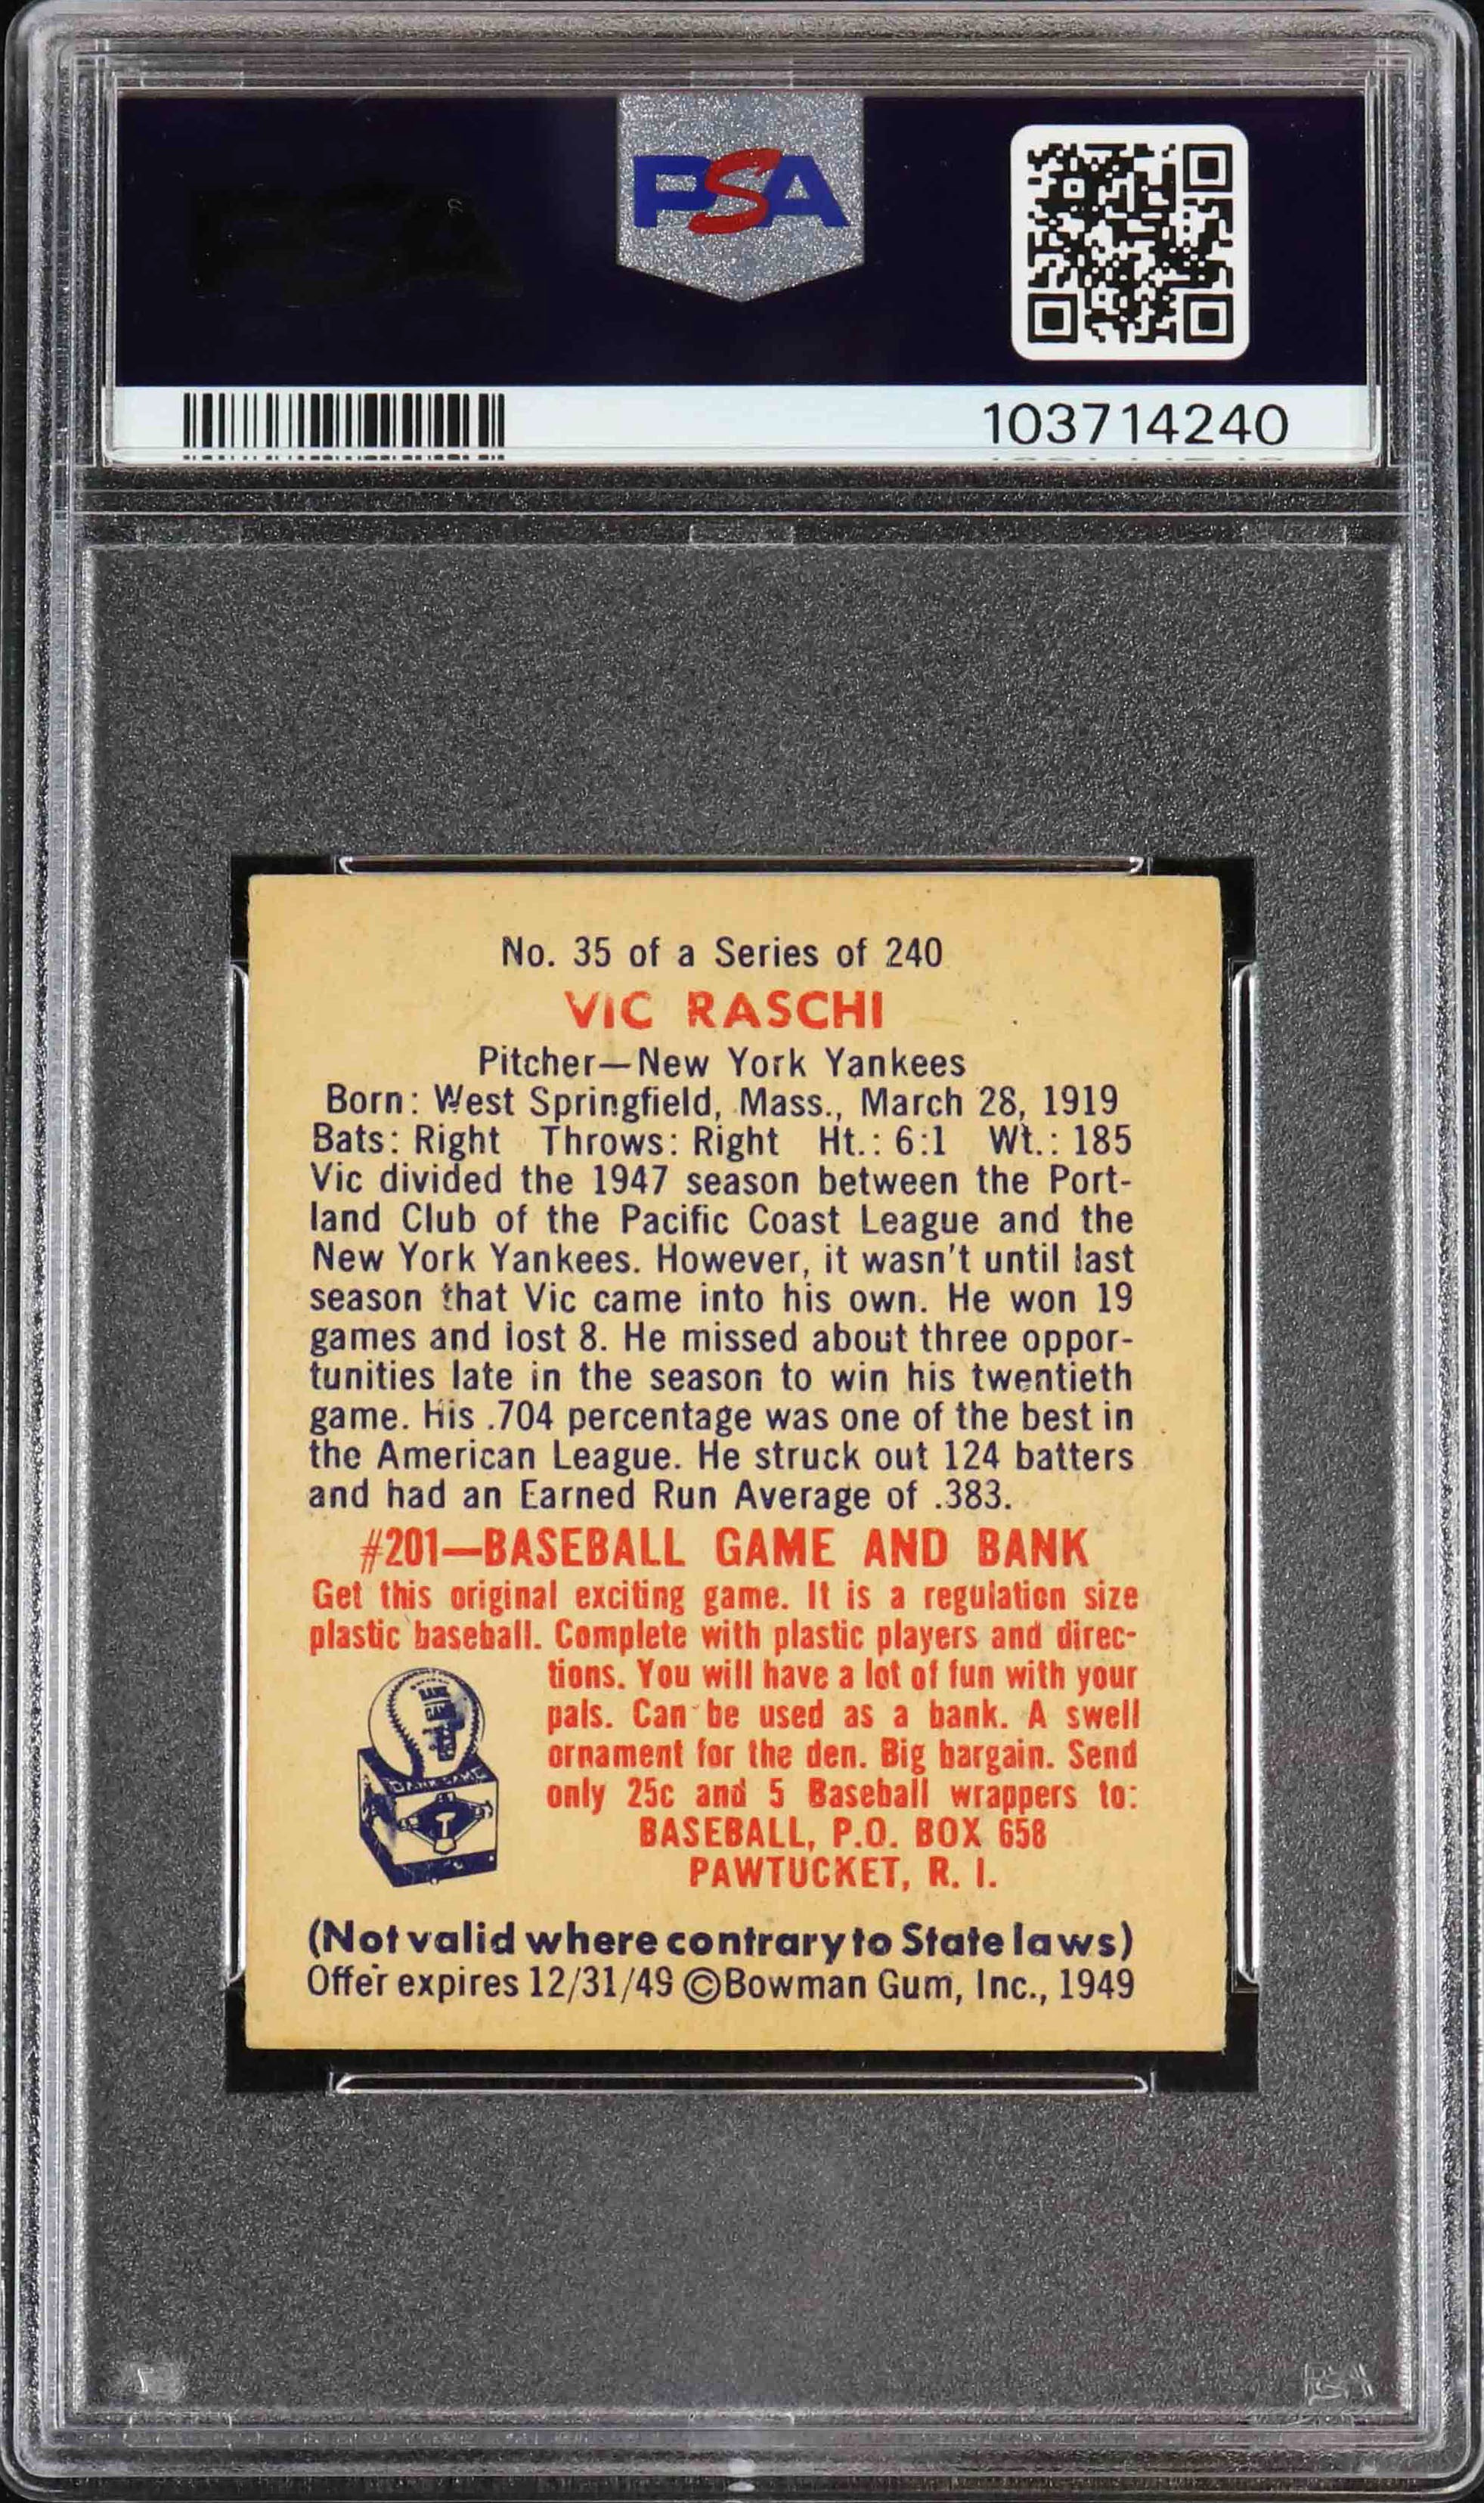 PSA
103714240
No. 35 of a Series of 240
VIC RASCHI
Pitcher—New York Yankees
Born: West Springfield, Mass., March 28, 1919
Bats: Right Throws: Right Ht.: 6:1 Wt.: 185
Vic divided the 1947 season between the Port-
land Club of the Pacific Coast League and the
New York Yankees. However, it wasn't until last
season that Vic came into his own. He won 19
games and lost 8. He missed about three oppor-
tunities late in the season to win his twentieth
game. His .704 percentage was one of the best in
the American League. He struck out 124 batters
and had an Earned Run Average of .383.
#201—BASEBALL GAME AND BANK
Get this original exciting game. It is a regulation size
plastic baseball. Complete with plastic players and direc-
tions. You will have a lot of fun with your
pals. Can be used as a bank. A swell
ornament for the den. Big bargain. Send
only 25c and 5 Baseball wrappers to:
BASEBALL, P.O. BOX 658
PAWTUCKET, R. I.
BANK
GAME
BANK GAME
(Not valid where contrary to State laws)
Offer expires 12/31/49 ©Bowman Gum, Inc., 1949
PSA